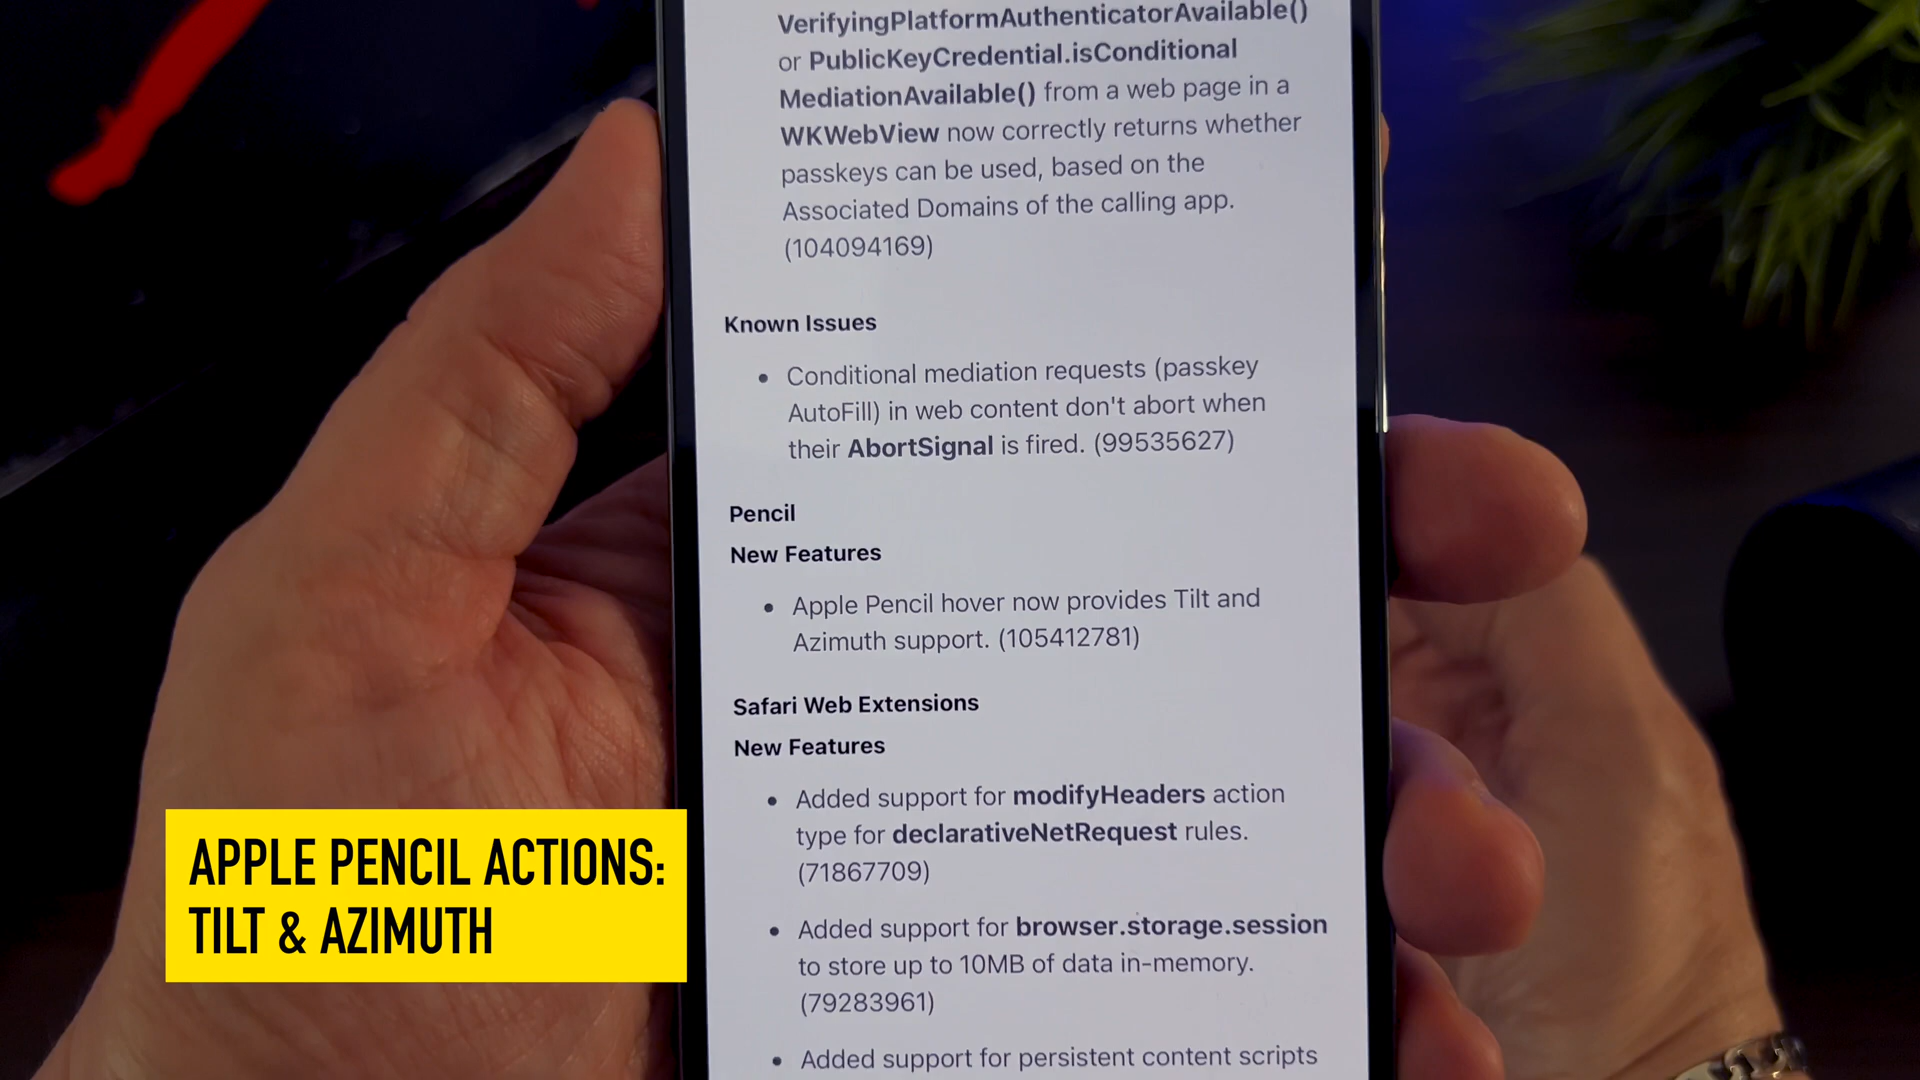 VerifyingPlatformAuthenticatorAvailable()
or PublicKeyCredential.isConditional
MediationAvailable() from a web page in a
WKWebView now correctly returns whether
passkeys can be used, based on the
Associated Domains of the calling app.
(104094169)
Known Issues
• Conditional mediation requests (passkey
AutoFill) in web content don't abort when
their AbortSignal is fired. (99535627)
Pencil
New Features
• Apple Pencil hover now provides Tilt and
Azimuth support. (105412781)
Safari Web Extensions
New Features
• Added support for modifyHeaders action
type for declarativeNetRequest rules.
(71867709)
• Added support for browser.storage.session
to store up to 10MB of data in-memory.
(79283961)
• Added support for persistent content scripts
APPLE PENCIL ACTIONS:
TILT & AZIMUTH